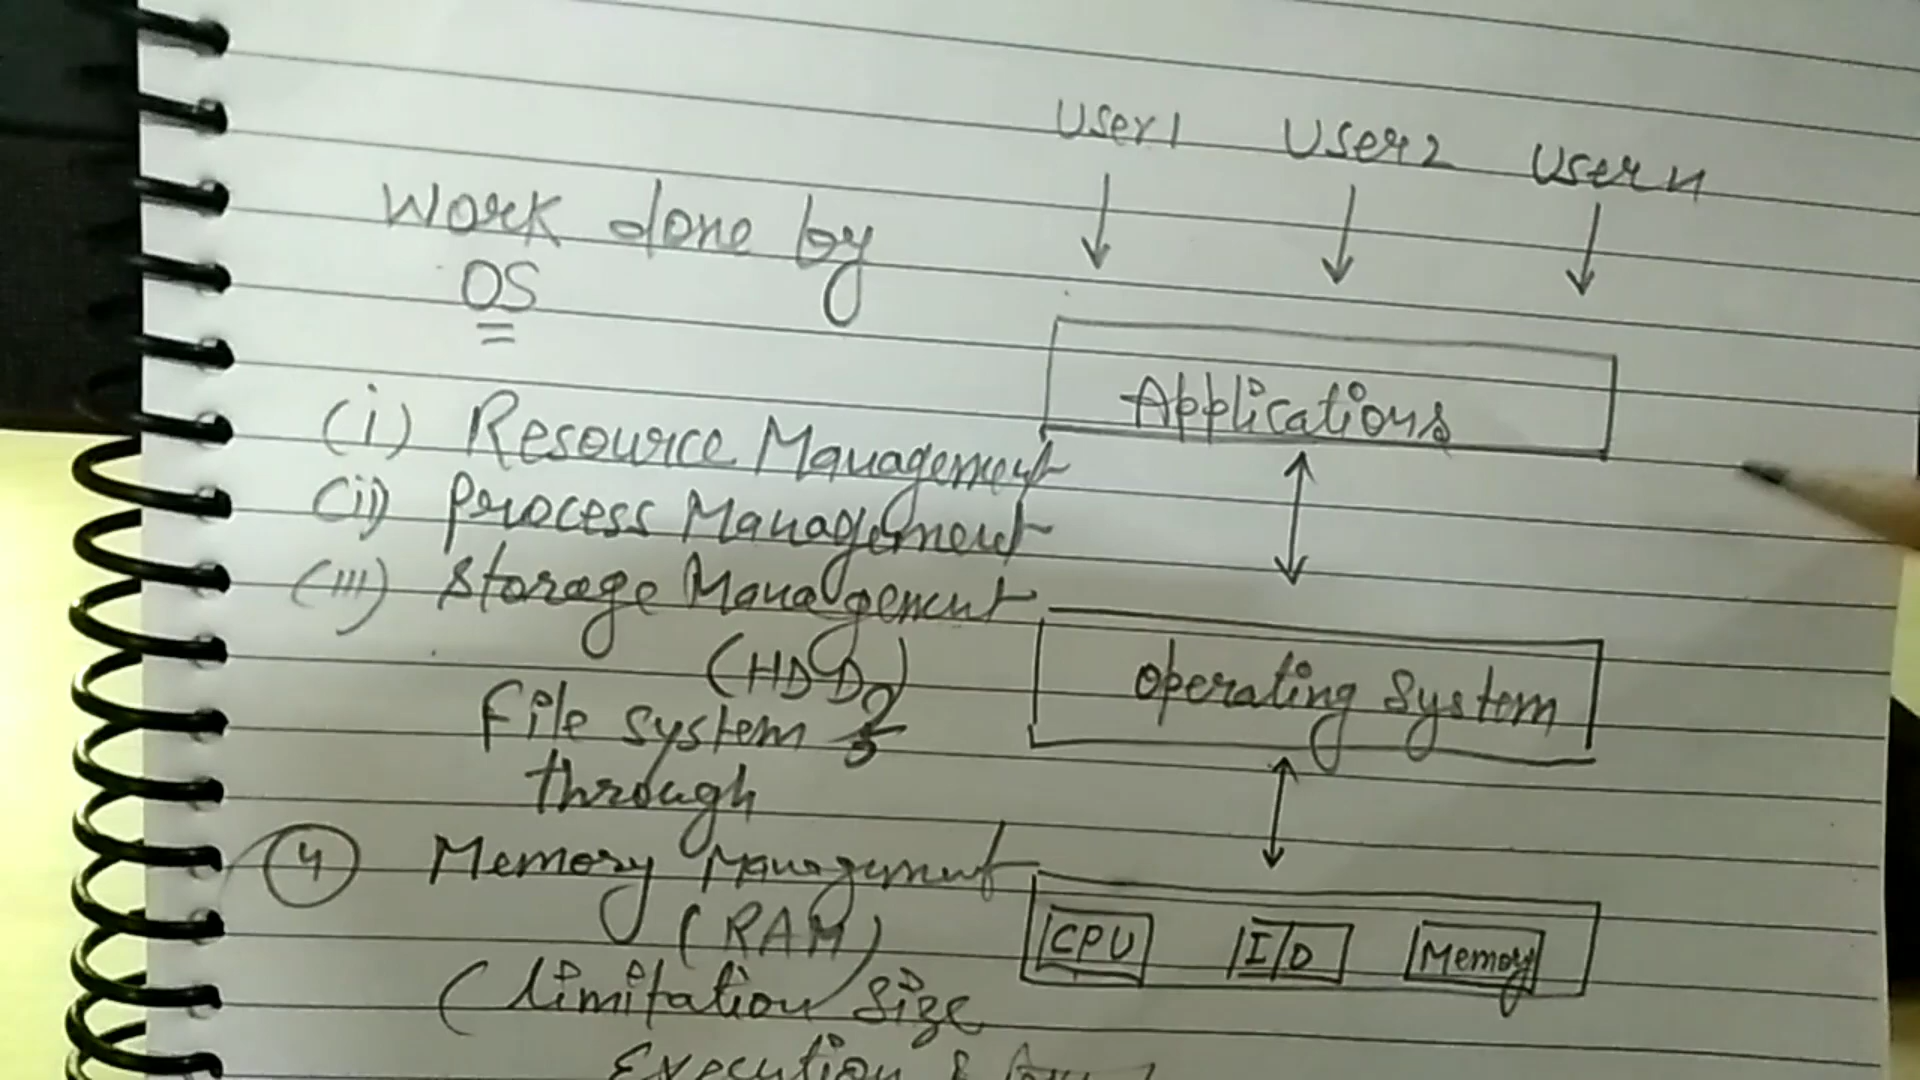 Work done by
OS
(i) Resource Management
(ii) Process Management
(iii) Storage Management
(HDD)
File system
through
4 Memory Management
(RAM)
(limitation size
Execution &
User 1 User 2 User n
Applications
Operating System
CPU I/O Memory